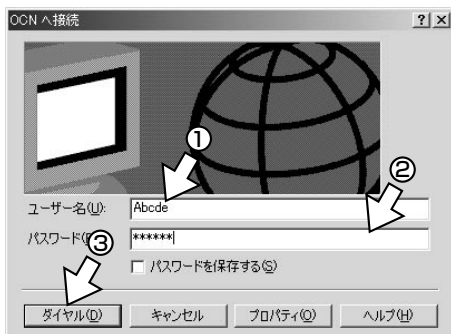 OCN へ接続
? ×
①
②
ユーザー名(U):
Abcde
パスワード(P
③
******
パスワードを保存する(S)
ダイヤル(D)
キャンセル
プロパティ(O)
ヘルプ(H)